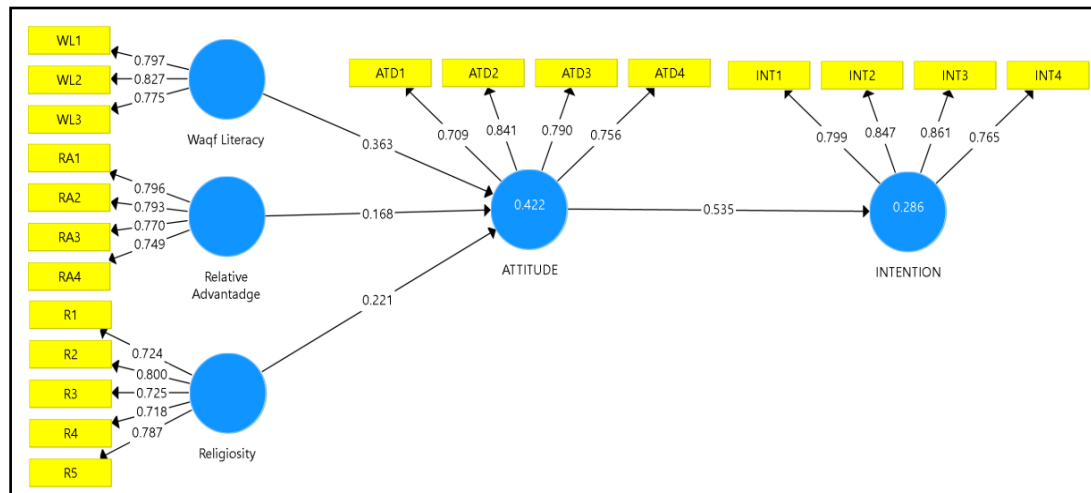 WL1
0.797
WL2
0.827
WL3
0.775
Waqf Literacy
RA1
0.796
RA2
0.793
RA3
0.770
RA4
0.749
Relative
Advantadge
R1
0.724
R2
0.800
R3
0.725
R4
0.718
R5
0.787
Religiosity
0.363
0.168
0.221
ATD1
ATD2
ATD3
ATD4
0.709
0.841
0.790
0.756
0.422
ATTITUDE
0.535
INT1
INT2
INT3
INT4
0.799
0.847
0.861
0.765
0.286
INTENTION